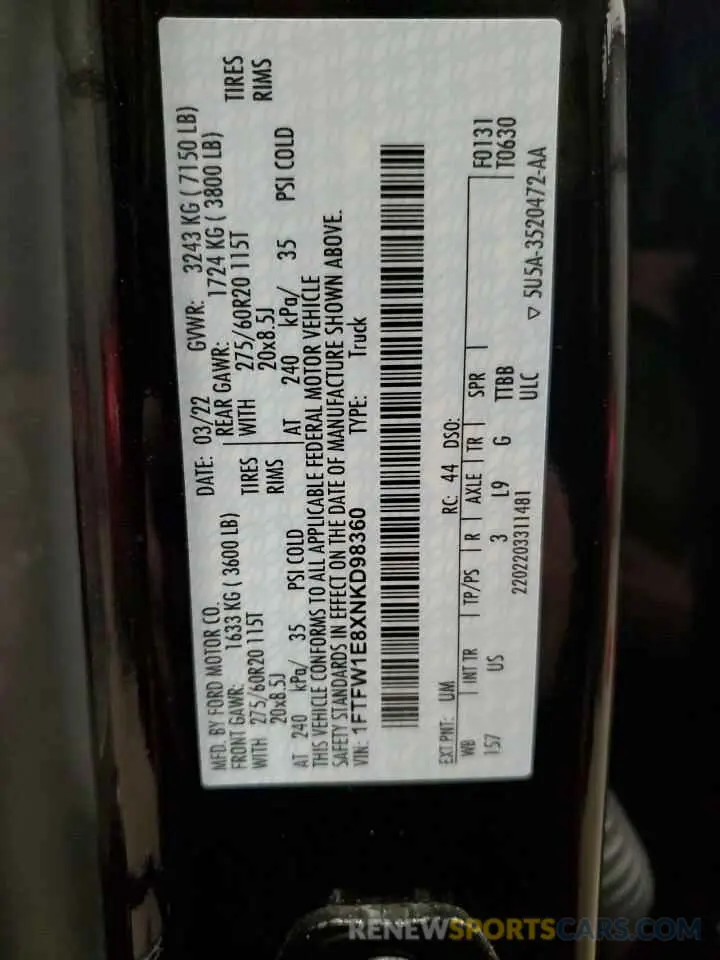 MFD. BY FORD MOTOR CO.
DATE: 03/22 GVWR: 3243 KG ( 7150 LB)
FRONT GAWR: 1633 KG ( 3600 LB) REAR GAWR: 1724 KG ( 3800 LB)
WITH 275/60R20 115T TIRES WITH 275/60R20 115T TIRES
20x8.5J RIMS 20x8.5J RIMS
AT 240 kPa/ 35 PSI COLD AT 240 kPa/ 35 PSI COLD
THIS VEHICLE CONFORMS TO ALL APPLICABLE FEDERAL MOTOR VEHICLE
SAFETY STANDARDS IN EFFECT ON THE DATE OF MANUFACTURE SHOWN ABOVE.
VIN: 1FTFW1E8XNKD98360 TYPE: Truck
F0131
T0630
EXT PNT: UM RC: 44 DSO:
WB INT TR TP/PS R AXLE TR SPR
157 US 3 L9 G TTBB
ULC
2202203311481
▽ 5U5A-3520472-AA
RENEWSPORTSCARS.COM